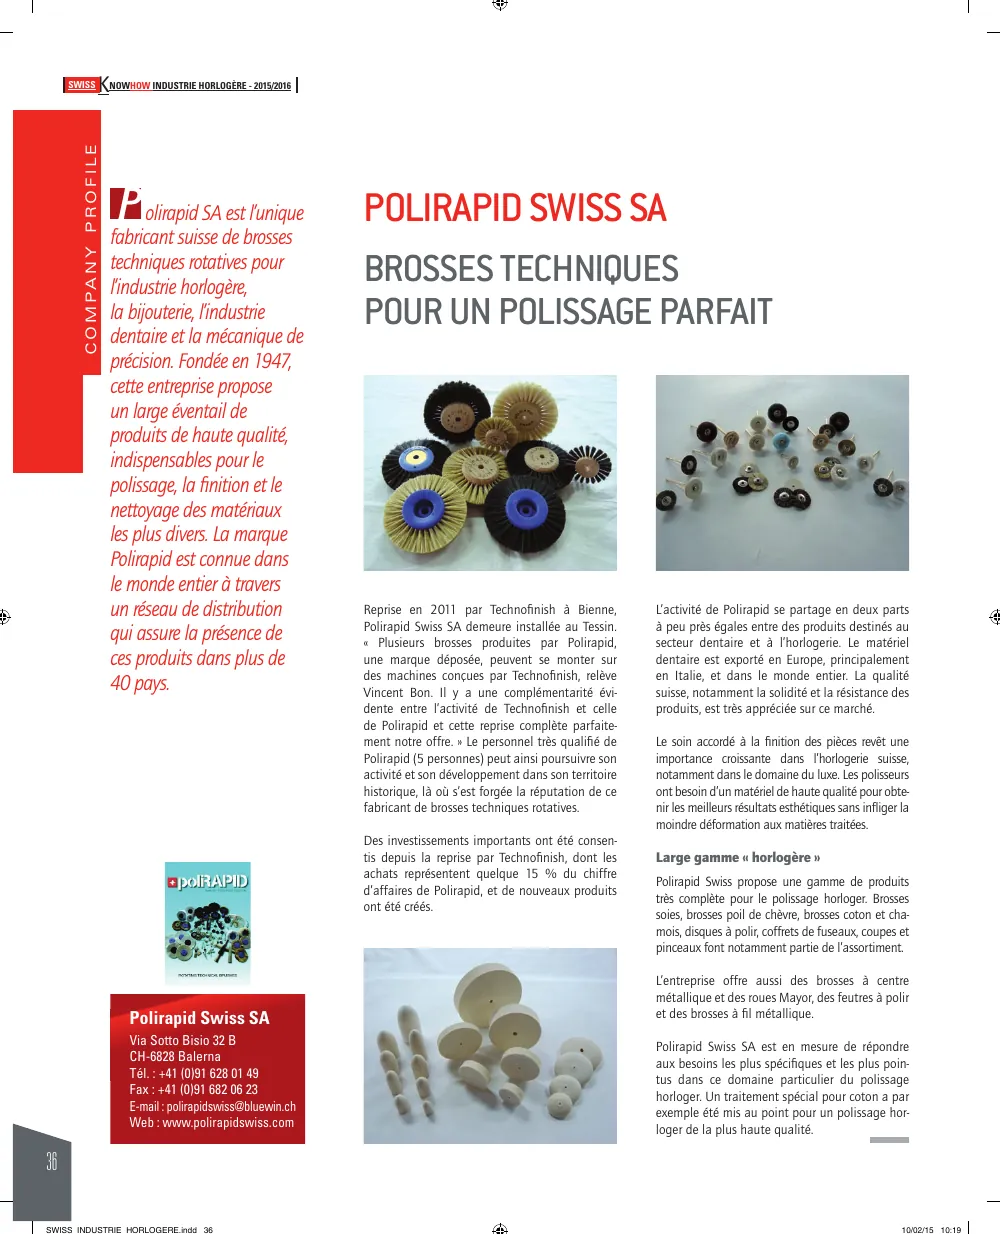 SWISS KNOWHOW INDUSTRIE HORLOGÈRE - 2015/2016
COMPANY PROFILE
Polirapid SA est l’unique
fabricant suisse de brosses
techniques rotatives pour
l’industrie horlogère,
la bijouterie, l’industrie
dentaire et la mécanique de
précision. Fondée en 1947,
cette entreprise propose
un large éventail de
produits de haute qualité,
indispensables pour le
polissage, la finition et le
nettoyage des matériaux
les plus divers. La marque
Polirapid est connue dans
le monde entier à travers
un réseau de distribution
qui assure la présence de
ces produits dans plus de
40 pays.
POLIRAPID SWISS SA
BROSSES TECHNIQUES
POUR UN POLISSAGE PARFAIT
Reprise en 2011 par Technofinish à Bienne,
Polirapid Swiss SA demeure installée au Tessin.
« Plusieurs brosses produites par Polirapid,
une marque déposée, peuvent se monter sur
des machines conçues par Technofinish, relève
Vincent Bon. Il y a une complémentarité évi-
dente entre l’activité de Technofinish et celle
de Polirapid et cette reprise complète parfaite-
ment notre offre. » Le personnel très qualifié de
Polirapid (5 personnes) peut ainsi poursuivre son
activité et son développement dans son territoire
historique, là où s’est forgée la réputation de ce
fabricant de brosses techniques rotatives.
Des investissements importants ont été consen-
tis depuis la reprise par Technofinish, dont les
achats représentent quelque 15 % du chiffre
d’affaires de Polirapid, et de nouveaux produits
ont été créés.
L’activité de Polirapid se partage en deux parts
à peu près égales entre des produits destinés au
secteur dentaire et à l’horlogerie. Le matériel
dentaire est exporté en Europe, principalement
en Italie, et dans le monde entier. La qualité
suisse, notamment la solidité et la résistance des
produits, est très appréciée sur ce marché.
Le soin accordé à la finition des pièces revêt une
importance croissante dans l’horlogerie suisse,
notamment dans le domaine du luxe. Les polisseurs
ont besoin d’un matériel de haute qualité pour obte-
nir les meilleurs résultats esthétiques sans infliger la
moindre déformation aux matières traitées.
Large gamme « horlogère »
Polirapid Swiss propose une gamme de produits
très complète pour le polissage horloger. Brosses
soies, brosses poil de chèvre, brosses coton et cha-
mois, disques à polir, coffrets de fuseaux, coupes et
pinceaux font notamment partie de l’assortiment.
L’entreprise offre aussi des brosses à centre
métallique et des roues Mayor, des feutres à polir
et des brosses à fil métallique.
Polirapid Swiss SA est en mesure de répondre
aux besoins les plus spécifiques et les plus poin-
tus dans ce domaine particulier du polissage
horloger. Un traitement spécial pour coton a par
exemple été mis au point pour un polissage hor-
loger de la plus haute qualité.
poliRAPID
ROTATING TECHNICAL BRUSHES
Polirapid Swiss SA
Via Sotto Bisio 32 B
CH-6828 Balerna
Tél. : +41 (0)91 628 01 49
Fax : +41 (0)91 682 06 23
E-mail : polirapidswiss@bluewin.ch
Web : www.polirapidswiss.com
36
SWISS_INDUSTRIE_HORLOGERE.indd 36
10/02/15 10:19